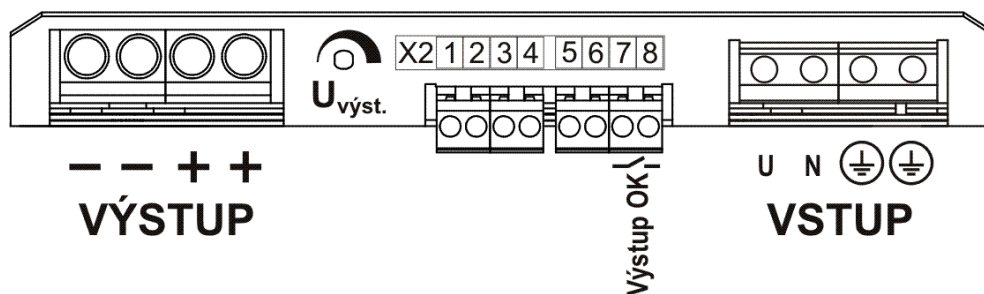 X2 1 2 3 4 5 6 7 8
Uvýst.
− − + +
U N
VÝSTUP
Výstup OK
VSTUP